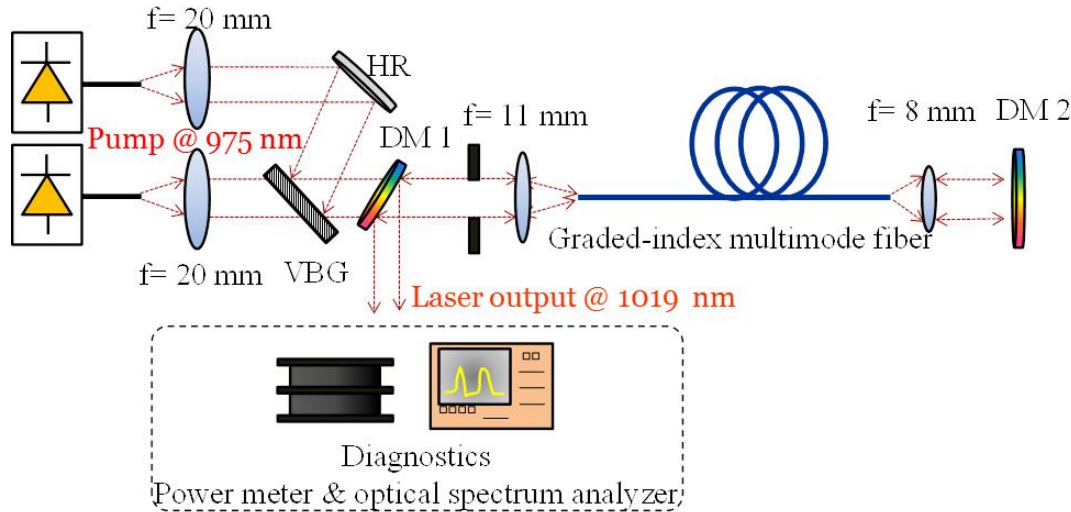 f= 20 mm
HR
DM 1
f= 11 mm
f= 8 mm
DM 2
Pump @ 975 nm
Graded-index multimode fiber
f= 20 mm
VBG
Laser output @ 1019 nm
Diagnostics
Power meter & optical spectrum analyzer